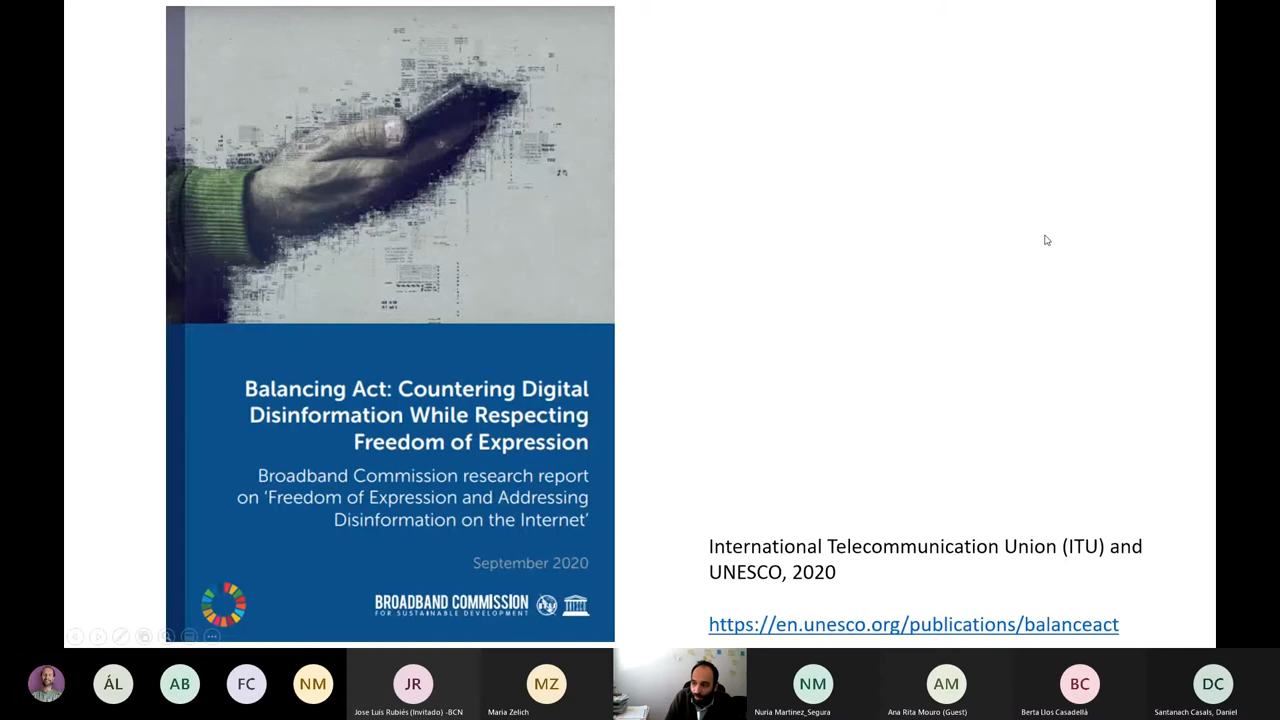 Balancing Act: Countering Digital
Disinformation While Respecting
Freedom of Expression
Broadband Commission research report
on ‘Freedom of Expression and Addressing
Disinformation on the Internet’
September 2020
BROADBAND COMMISSION
FOR SUSTAINABLE DEVELOPMENT
International Telecommunication Union (ITU) and
UNESCO, 2020
https://en.unesco.org/publications/balanceact
ÁL
AB
FC
NM
JR
Jose Luis Rubiés (Invitado) -BCN
MZ
Maria Zelich
NM
Nuria Martinez_Segura
AM
Ana Rita Mouro (Guest)
BC
Berta Llos Casadellà
DC
Santanach Casals, Daniel